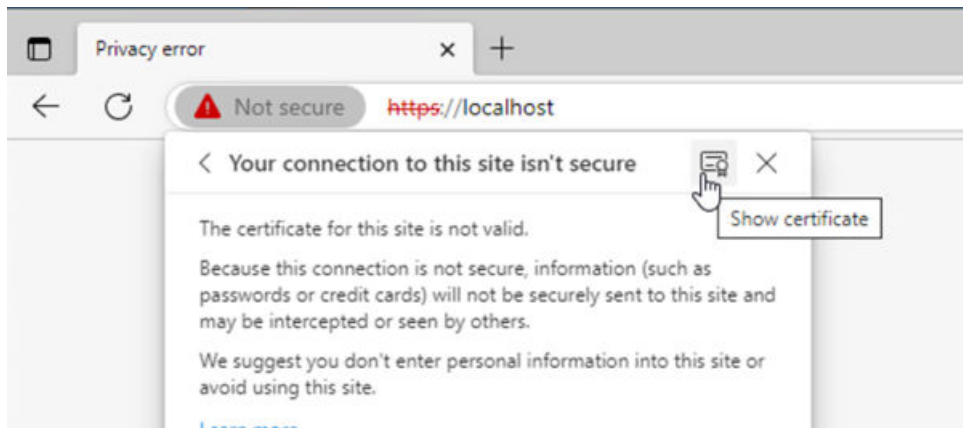 Privacy error
Not secure https://localhost
Your connection to this site isn't secure
Show certificate
The certificate for this site is not valid.
Because this connection is not secure, information (such as
passwords or credit cards) will not be securely sent to this site and
may be intercepted or seen by others.
We suggest you don't enter personal information into this site or
avoid using this site.
Learn more